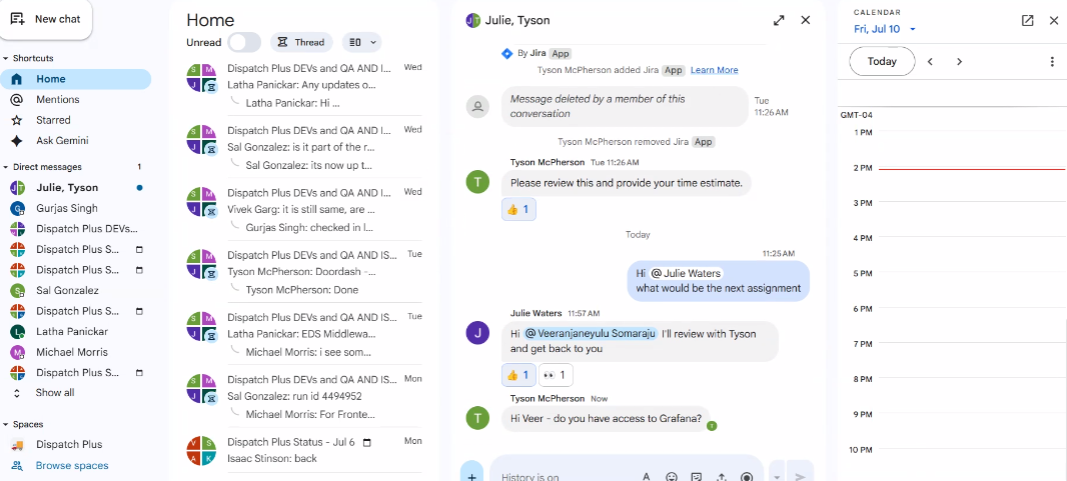 New chat
Shortcuts
Home
Mentions
Starred
Ask Gemini
Direct messages 1
Julie, Tyson
Gurjas Singh
Dispatch Plus DEVs...
Dispatch Plus S...
Dispatch Plus S...
Sal Gonzalez
Dispatch Plus S...
Latha Panickar
Michael Morris
Dispatch Plus S...
Show all
Spaces
Dispatch Plus
Browse spaces
Home
Unread Thread
Dispatch Plus DEVs and QA AND IS... Wed
Latha Panickar: Any updates o...
Latha Panickar: Hi ...
Dispatch Plus DEVs and QA AND I... Wed
Sal Gonzalez: is it part of the r...
Sal Gonzalez: its now up t...
Dispatch Plus DEVs and QA AND I... Wed
Vivek Garg: it is still same, are ...
Gurjas Singh: checked in l...
Dispatch Plus DEVs and QA AND IS... Tue
Tyson McPherson: Doordash -...
Tyson McPherson: Done
Dispatch Plus DEVs and QA AND IS... Tue
Latha Panickar: EDS Middlewa...
Michael Morris: i see som...
Dispatch Plus DEVs and QA AND IS... Mon
Sal Gonzalez: run id 4494952
Michael Morris: For Fronte...
Dispatch Plus Status - Jul 6 Mon
Isaac Stinson: back
Julie, Tyson
By Jira App
Tyson McPherson added Jira App Learn More
Message deleted by a member of this
conversation
Tue
11:26 AM
Tyson McPherson removed Jira App
Tyson McPherson Tue 11:26 AM
Please review this and provide your time estimate.
👍 1
Today
11:25 AM
Hi @Julie Waters
what would be the next assignment
Julie Waters 11:57 AM
Hi @Veeranjaneyulu Somaraju I'll review with Tyson
and get back to you
👍 1 👀 1
Tyson McPherson Now
Hi Veer - do you have access to Grafana?
History is on
CALENDAR
Fri, Jul 10
Today
GMT-04
1 PM
2 PM
3 PM
4 PM
5 PM
6 PM
7 PM
8 PM
9 PM
10 PM